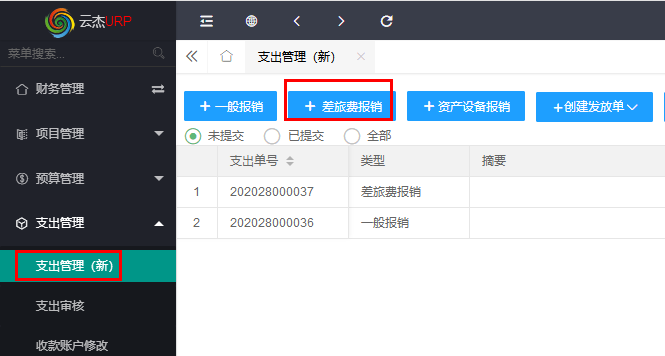 云杰URP
菜单搜索...
财务管理
项目管理
预算管理
支出管理
支出管理（新）
支出审核
收款账户修改
支出管理（新）
+ 一般报销
+ 差旅费报销
+ 资产设备报销
+创建发放单
未提交 已提交 全部
支出单号 类型 摘要
1 202028000037 差旅费报销
2 202028000036 一般报销